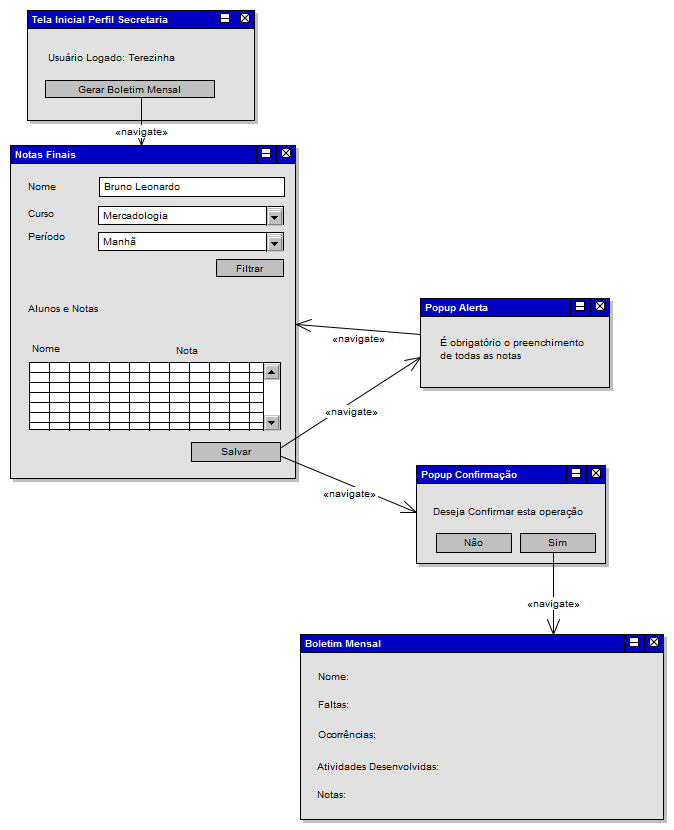 Tela Inicial Perfil Secretaria
Usuário Logado: Terezinha
Gerar Boletim Mensal
«navigate»
Notas Finais
Nome
Bruno Leonardo
Curso
Mercadologia
Período
Manhã
Filtrar
Alunos e Notas
Nome
Nota
Salvar
«navigate»
Popup Alerta
É obrigatório o preenchimento
de todas as notas
«navigate»
«navigate»
Popup Confirmação
Deseja Confirmar esta operação
Não
Sim
«navigate»
Boletim Mensal
Nome:
Faltas:
Ocorrências:
Atividades Desenvolvidas:
Notas: